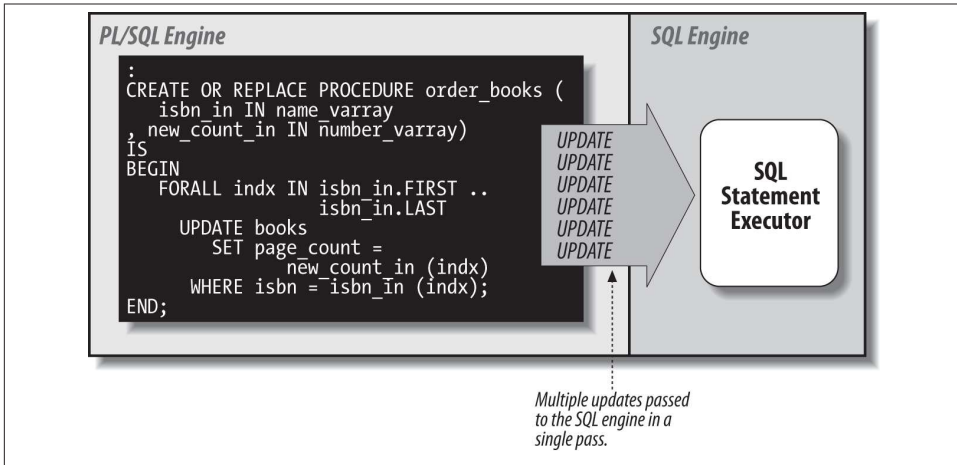 PL/SQL Engine
SQL Engine
:
CREATE OR REPLACE PROCEDURE order_books (
isbn_in IN name_varray
, new_count_in IN number_varray)
IS
BEGIN
FORALL indx IN isbn_in.FIRST ..
isbn_in.LAST
UPDATE books
SET page_count =
new_count_in (indx)
WHERE isbn = isbn_in (indx);
END;
UPDATE
UPDATE
UPDATE
UPDATE
UPDATE
UPDATE
SQL
Statement
Executor
Multiple updates passed
to the SQL engine in a
single pass.